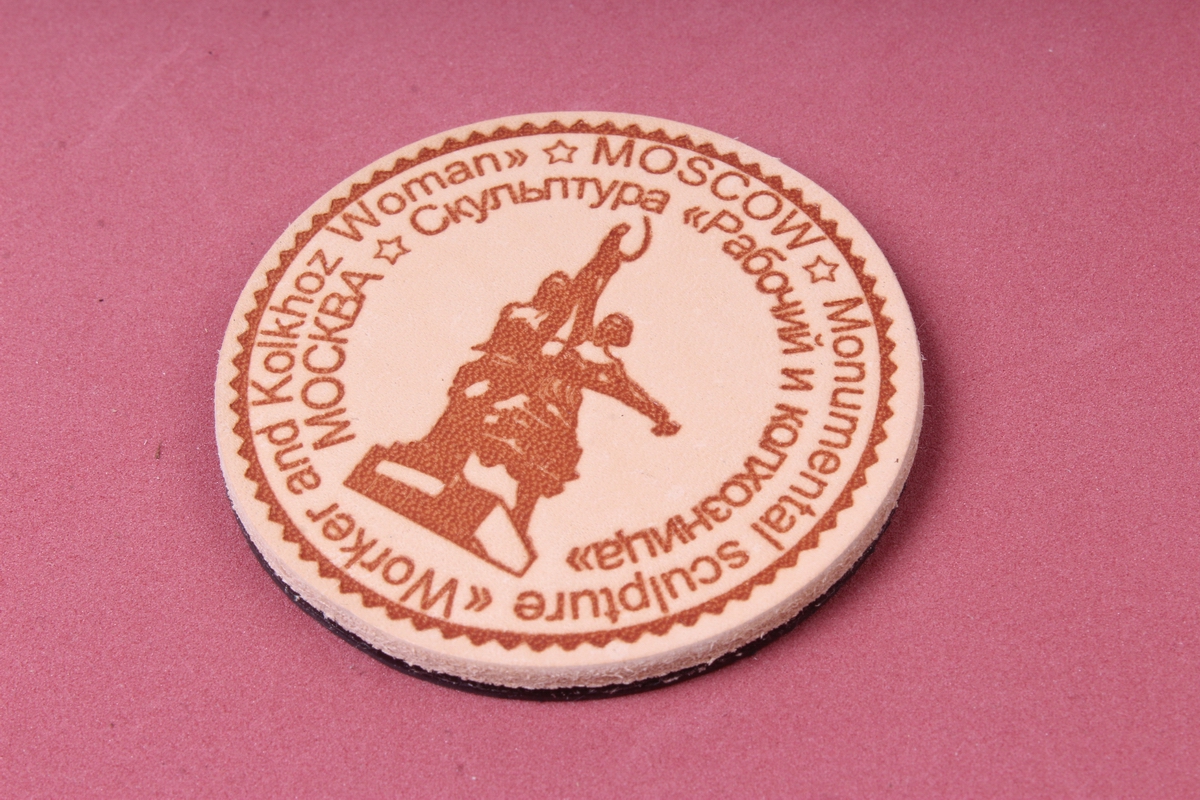 MOSCOW ☆ Monumental sculpture «Worker and Kolkhoz Woman» ☆
МОСКВА ☆ Скульптура «Рабочий и колхозница»